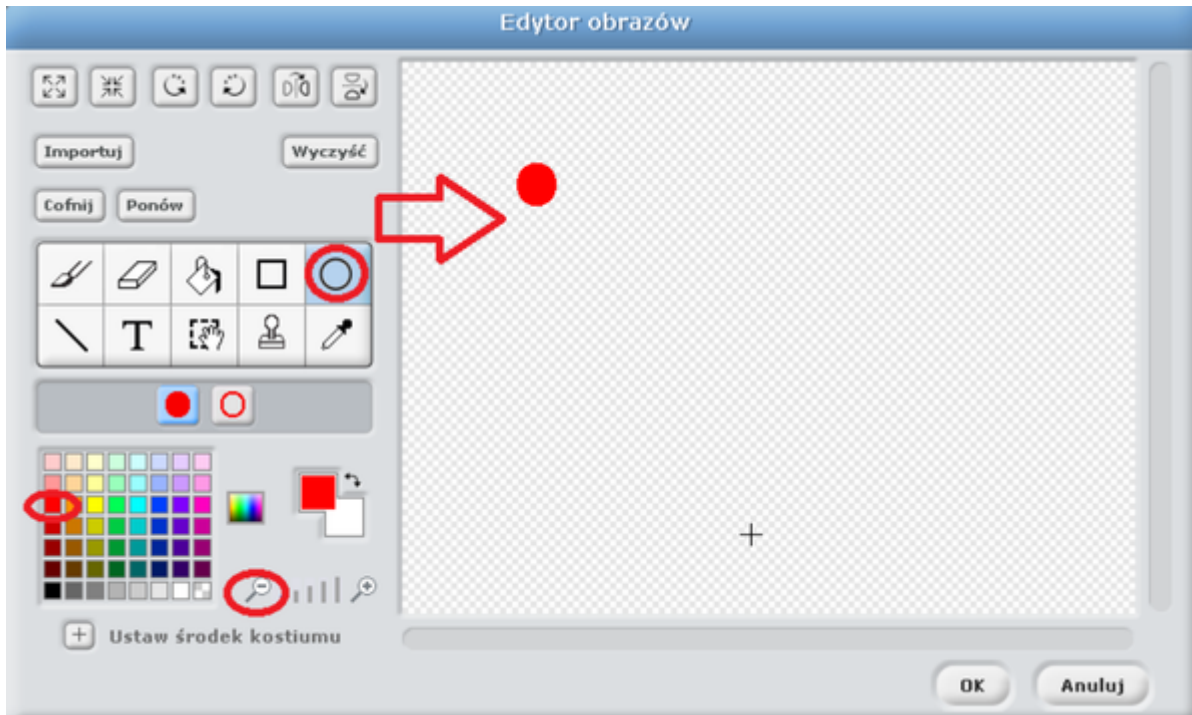 Edytor obrazów
Importuj
Wyczyść
Cofnij
Ponów
T
Ustaw środek kostiumu
OK
Anuluj